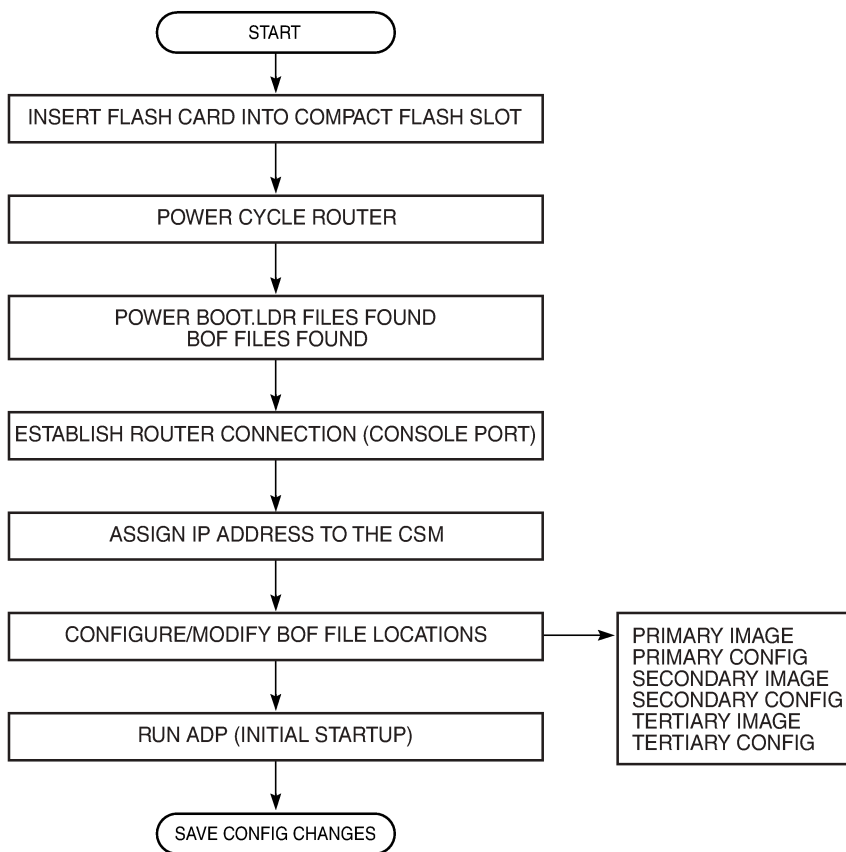 START
INSERT FLASH CARD INTO COMPACT FLASH SLOT
POWER CYCLE ROUTER
POWER BOOT.LDR FILES FOUND
BOF FILES FOUND
ESTABLISH ROUTER CONNECTION (CONSOLE PORT)
ASSIGN IP ADDRESS TO THE CSM
CONFIGURE/MODIFY BOF FILE LOCATIONS
PRIMARY IMAGE
PRIMARY CONFIG
SECONDARY IMAGE
SECONDARY CONFIG
TERTIARY IMAGE
TERTIARY CONFIG
RUN ADP (INITIAL STARTUP)
SAVE CONFIG CHANGES